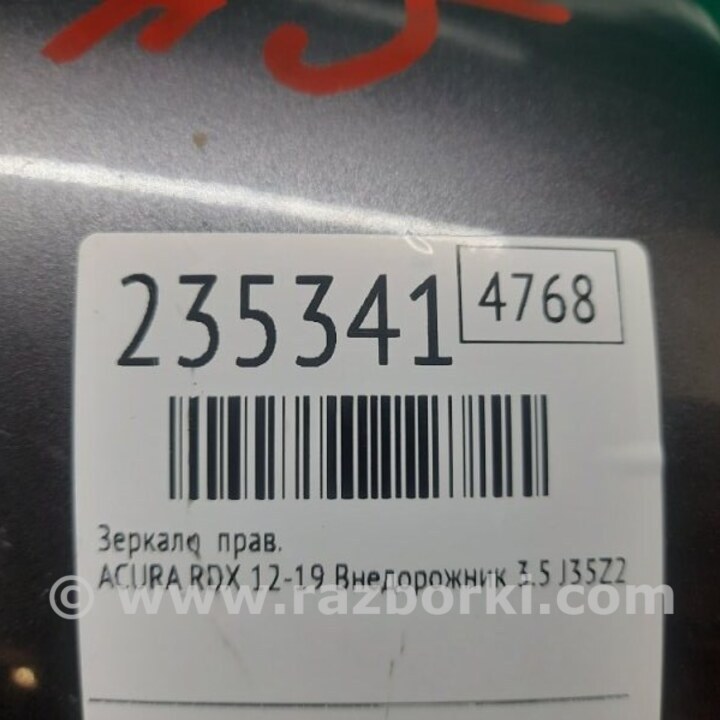 235341
4768
Зеркало прав.
ACURA RDX 12-19 Внедорожник 3.5 J35Z2
© www.razborki.com